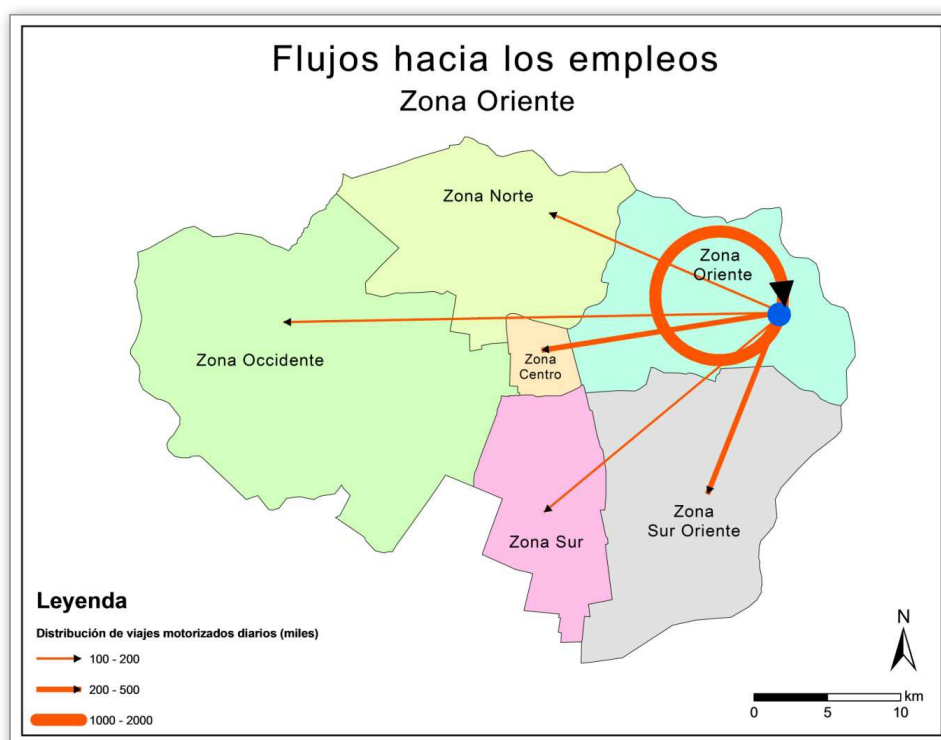 Flujos hacia los empleos
Zona Oriente
Zona Norte
Zona
Oriente
Zona Occidente
Zona
Centro
Zona
Sur Oriente
Zona Sur
Leyenda
Distribución de viajes motorizados diarios (miles)
100 - 200
200 - 500
1000 - 2000
N
km
0 5 10